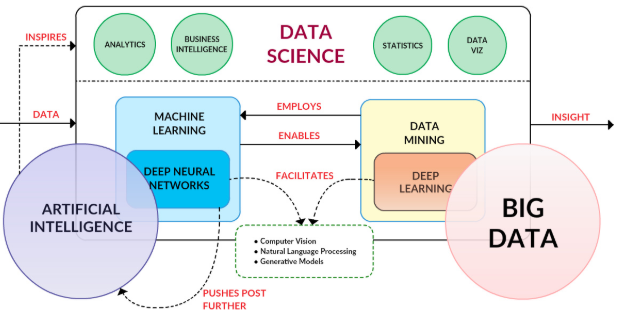 INSPIRES
ANALYTICS
BUSINESS
INTELLIGENCE
DATA
SCIENCE
STATISTICS
DATA
VIZ
DATA
MACHINE
LEARNING
EMPLOYS
ENABLES
DATA
MINING
INSIGHT
DEEP NEURAL
NETWORKS
FACILITATES
DEEP
LEARNING
ARTIFICIAL
INTELLIGENCE
BIG
DATA
• Computer Vision
• Natural Language Processing
• Generative Models
PUSHES POST
FURTHER